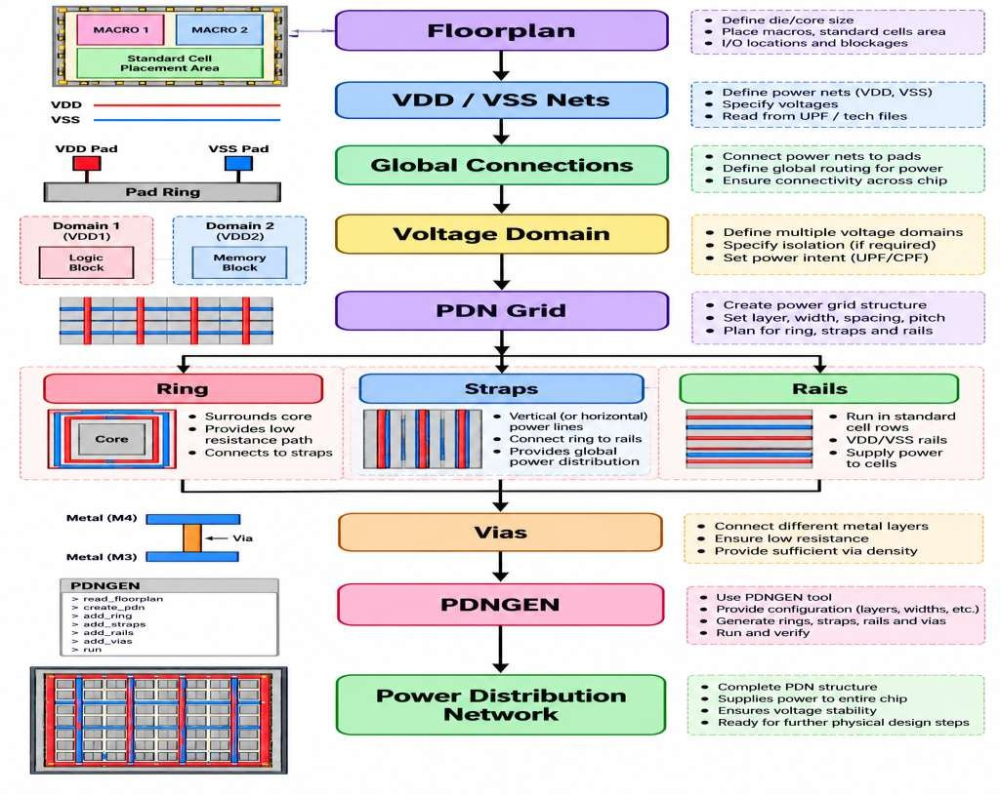 MACRO 1
MACRO 2
Standard Cell
Placement Area
Floorplan
• Define die/core size
• Place macros, standard cells area
• I/O locations and blockages
VDD
VSS
VDD / VSS Nets
• Define power nets (VDD, VSS)
• Specify voltages
• Read from UPF / tech files
VDD Pad
VSS Pad
Pad Ring
Global Connections
• Connect power nets to pads
• Define global routing for power
• Ensure connectivity across chip
Domain 1
(VDD1)
Logic
Block
Domain 2
(VDD2)
Memory
Block
Voltage Domain
• Define multiple voltage domains
• Specify isolation (if required)
• Set power intent (UPF/CPF)
PDN Grid
• Create power grid structure
• Set layer, width, spacing, pitch
• Plan for ring, straps and rails
Ring
Core
• Surrounds core
• Provides low
resistance path
• Connects to straps
Straps
• Vertical (or horizontal)
power lines
• Connect ring to rails
• Provides global
power distribution
Rails
• Run in standard
cell rows
• VDD/VSS rails
• Supply power
to cells
Metal (M4)
Via
Metal (M3)
Vias
• Connect different metal layers
• Ensure low resistance
• Provide sufficient via density
PDNGEN
> read_floorplan
> create_pdn
> add_ring
> add_straps
> add_rails
> add_vias
> run
PDNGEN
• Use PDNGEN tool
• Provide configuration (layers, widths, etc.)
• Generate rings, straps, rails and vias
• Run and verify
Power Distribution
Network
• Complete PDN structure
• Supplies power to entire chip
• Ensures voltage stability
• Ready for further physical design steps